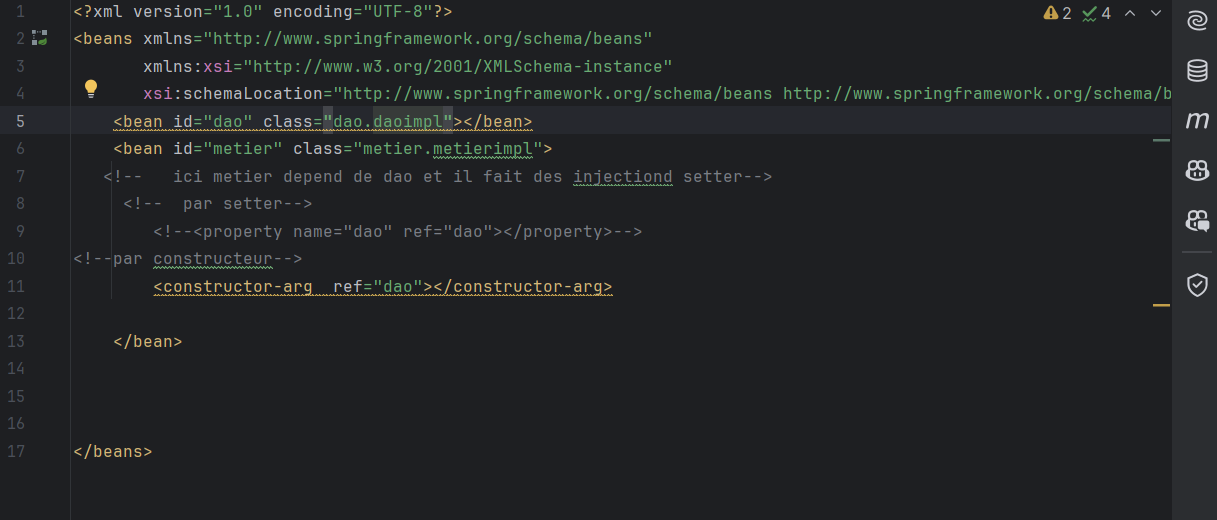 2 4
1 <?xml version="1.0" encoding="UTF-8"?>
2 <beans xmlns="http://www.springframework.org/schema/beans"
3 xmlns:xsi="http://www.w3.org/2001/XMLSchema-instance"
4 xsi:schemaLocation="http://www.springframework.org/schema/beans http://www.springframework.org/schema/b
5 <bean id="dao" class="dao.daoimpl"></bean>
6 <bean id="metier" class="metier.metierimpl">
7 <!-- ici metier depend de dao et il fait des injectiond setter-->
8 <!-- par setter-->
9 <!--<property name="dao" ref="dao"></property>-->
10 <!--par constructeur-->
11 <constructor-arg ref="dao"></constructor-arg>
12
13 </bean>
14
15
16
17 </beans>
m